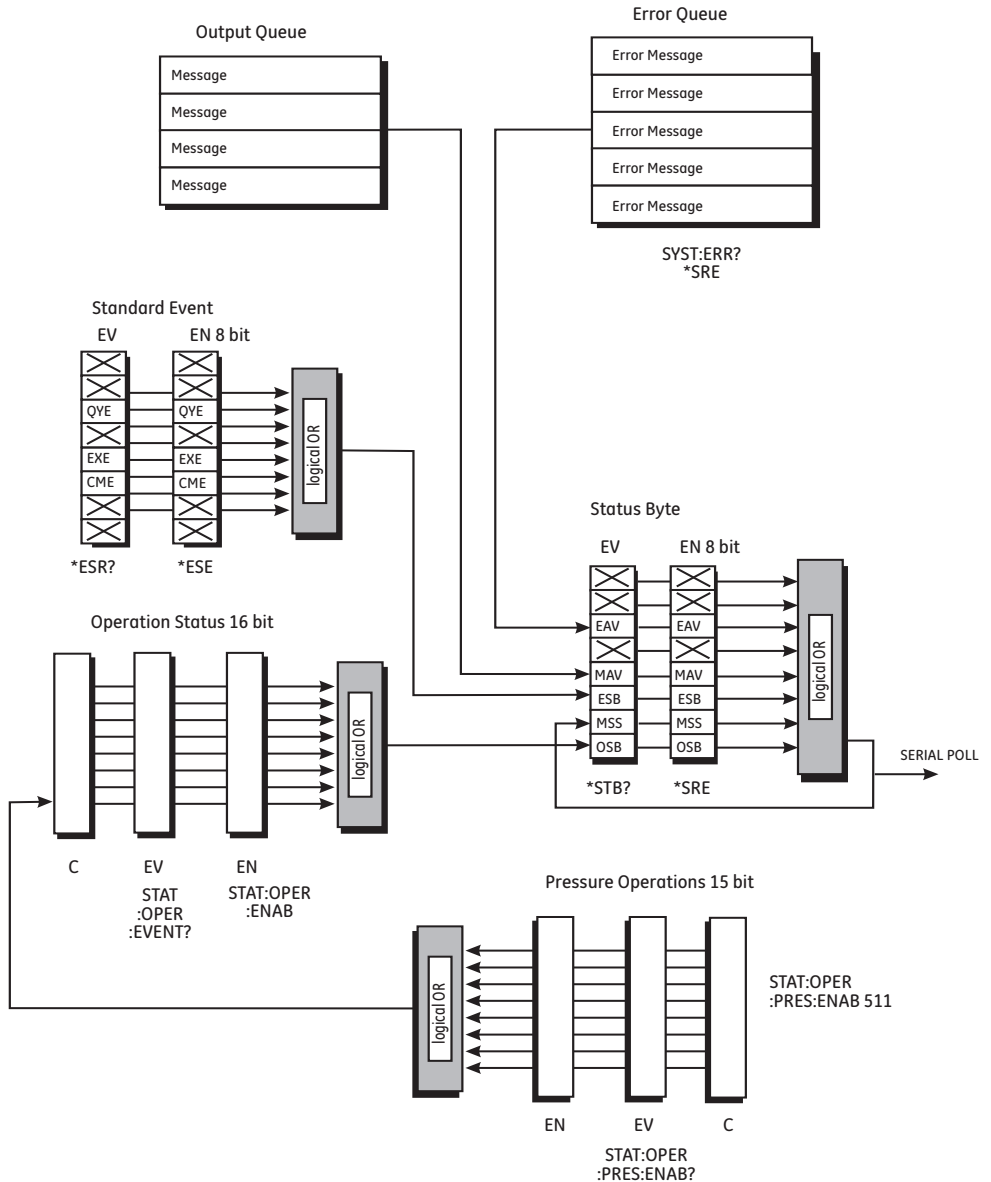 Output Queue
Message
Message
Message
Message
Error Queue
Error Message
Error Message
Error Message
Error Message
Error Message
SYST:ERR?
*SRE
Standard Event
EV
EN 8 bit
QYE
QYE
EXE
EXE
CME
CME
logical OR
*ESR?
*ESE
Status Byte
EV
EN 8 bit
EAV
EAV
MAV
MAV
ESB
ESB
MSS
MSS
OSB
OSB
logical OR
*STB?
*SRE
SERIAL POLL
Operation Status 16 bit
logical OR
C
EV
EN
STAT
:OPER
:EVENT?
STAT:OPER
:ENAB
Pressure Operations 15 bit
logical OR
STAT:OPER
:PRES:ENAB 511
EN
EV
C
STAT:OPER
:PRES:ENAB?